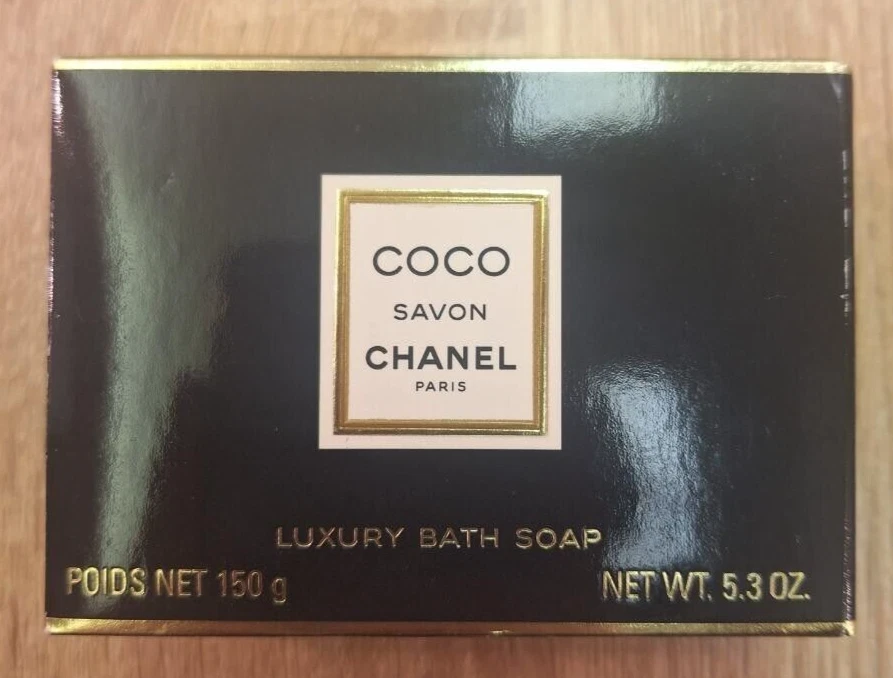 COCO
SAVON
CHANEL
PARIS
LUXURY BATH SOAP
POIDS NET 150 g
NET WT. 5.3 OZ.